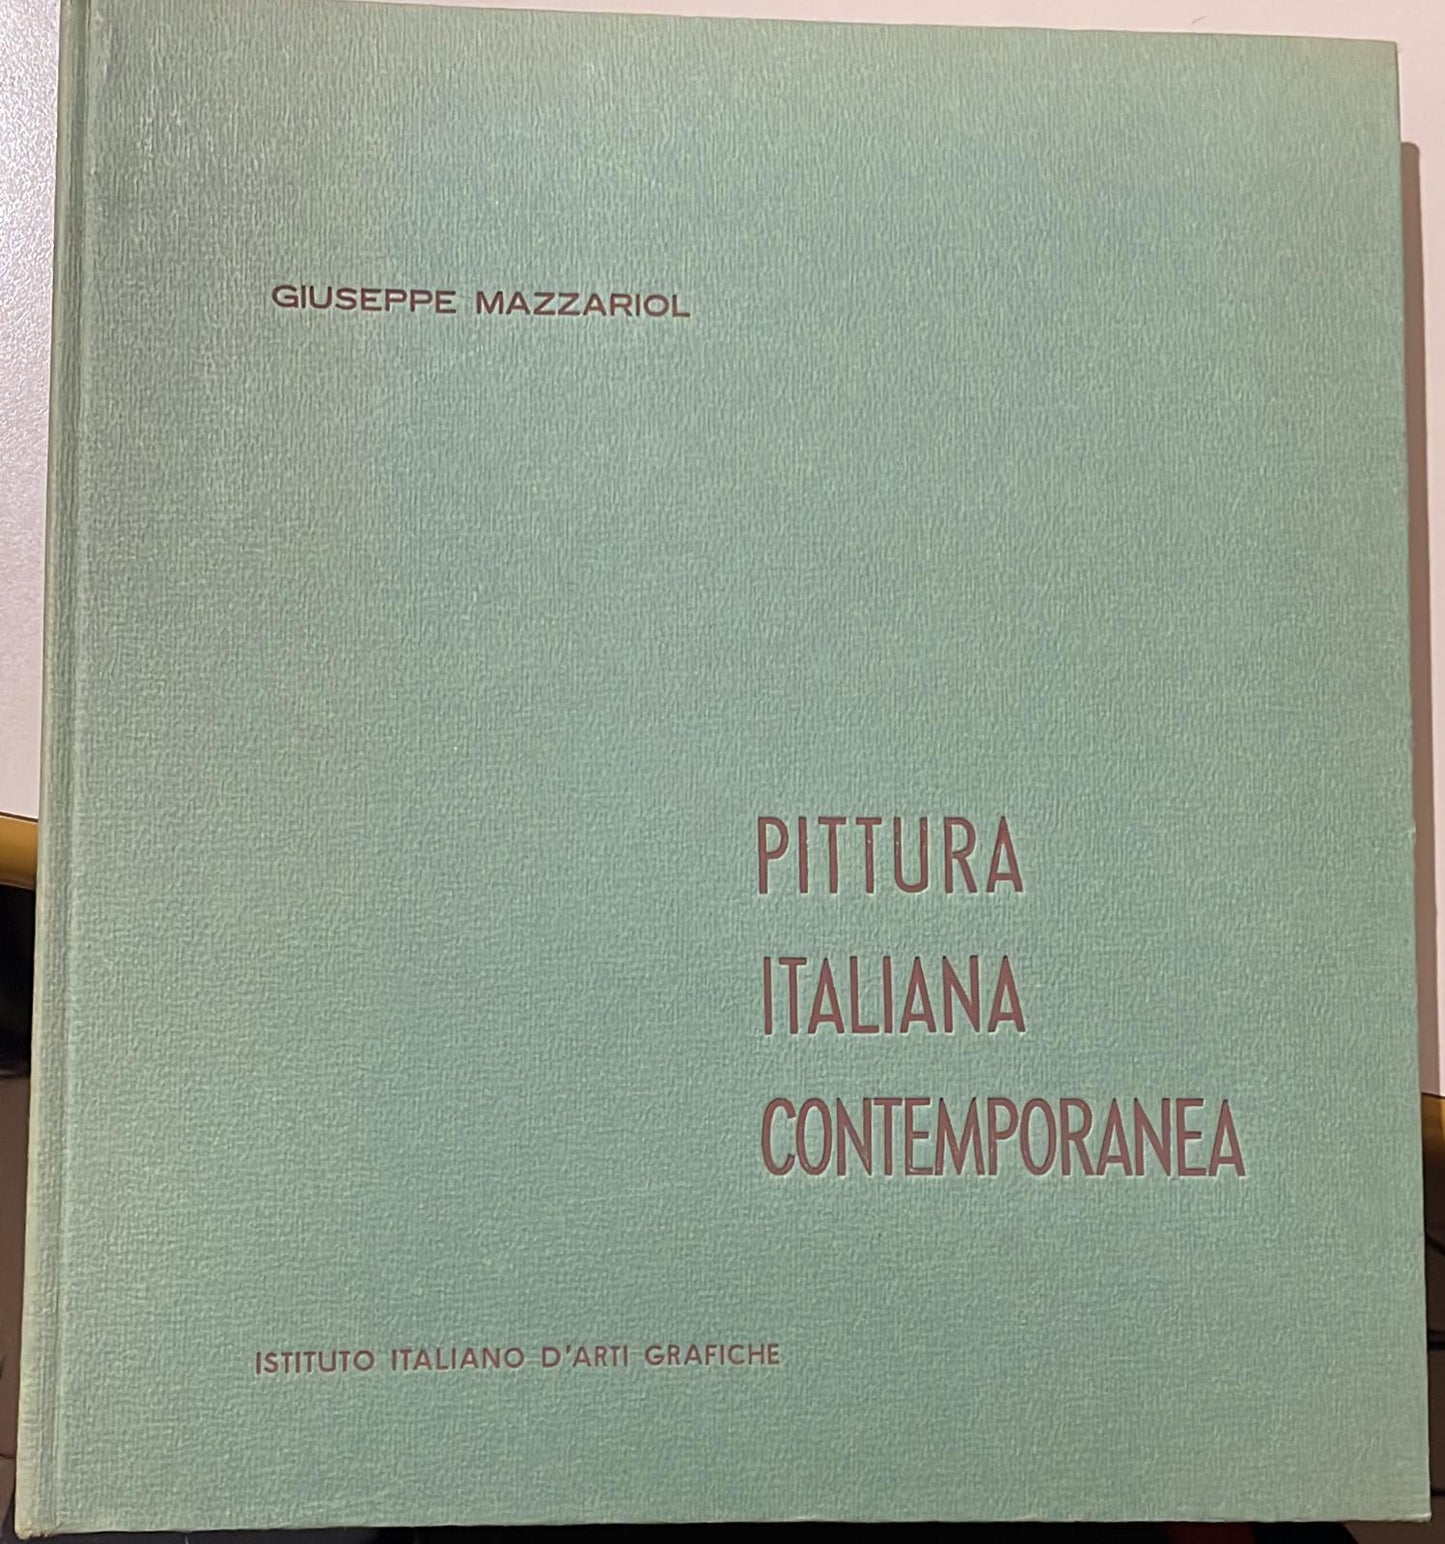 GIUSEPPE MAZZARIOL
PITTURA
ITALIANA
CONTEMPORANEA
ISTITUTO ITALIANO D'ARTI GRAFICHE